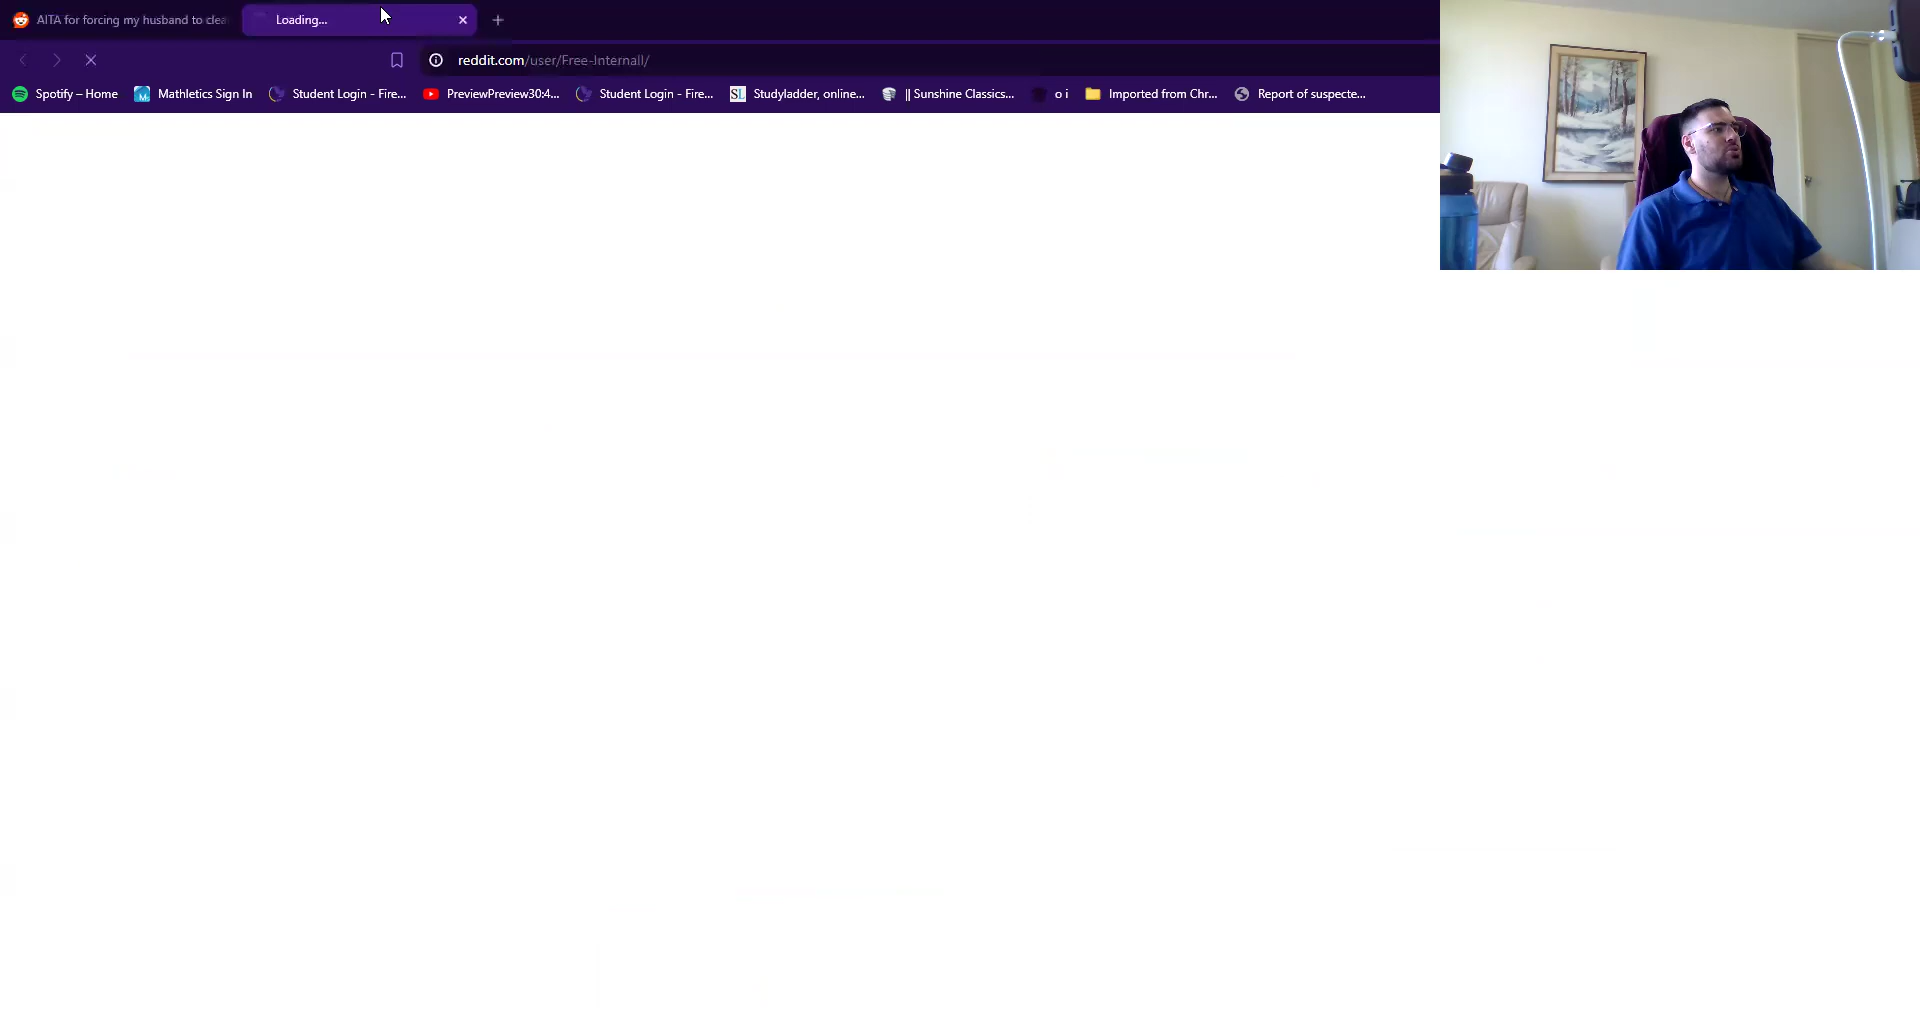 AITA for forcing my husband to clea
Loading...
reddit.com/user/Free-Internall/
Spotify – Home
Mathletics Sign In
Student Login - Fire...
PreviewPreview30:4...
Student Login - Fire...
SL
Studyladder, online...
|| Sunshine Classics...
o i
Imported from Chr...
Report of suspecte...